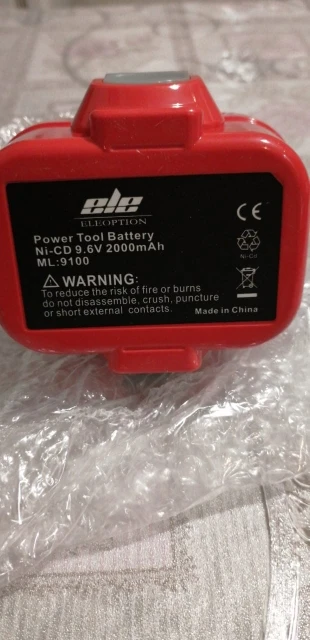 ele
ELEOPTION
CE
Power Tool Battery
Ni-CD 9.6V 2000mAh
ML:9100
Ni-Cd
WARNING:
To reduce the risk of fire or burns
do not disassemble, crush, puncture
or short external contacts.
Made in China